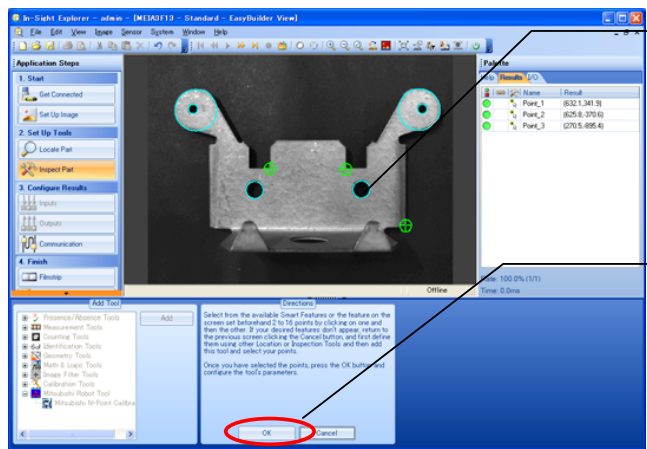 In-Sight Explorer - admin - [MEIA3F13 - Standard - EasyBuilder View]
File Edit View Image Sensor System Window Help
Application Steps
1. Start
Get Connected
Set Up Image
2. Set Up Tools
Locate Part
Inspect Part
3. Configure Results
Inputs
Outputs
Communication
4. Finish
Filmstrip
Offline
Palette
Help Results I/O
Name Result
Point_1 (632.1,341.9)
Point_2 (625.8,-370.6)
Point_3 (270.5,-895.4)
Rate: 100.0% (1/1)
Time: 0.0ms
Add Tool
Presence/Absence Tools
Measurement Tools
Counting Tools
Identification Tools
Geometry Tools
Math & Logic Tools
Image Filter Tools
Calibration Tools
Mitsubishi Robot Tool
Mitsubishi N-Point Calibra
Add
Directions
Select from the available Smart Features or the feature on the
screen set beforehand 2 to 16 points by clicking on one and
then the other. If your desired features don't appear, return to
the previous screen clicking the Cancel button, and first define
them using other Location or Inspection Tools and then add
this tool and select your points.
Once you have selected the points, press the OK button and
configure the tool's parameters.
OK
Cancel